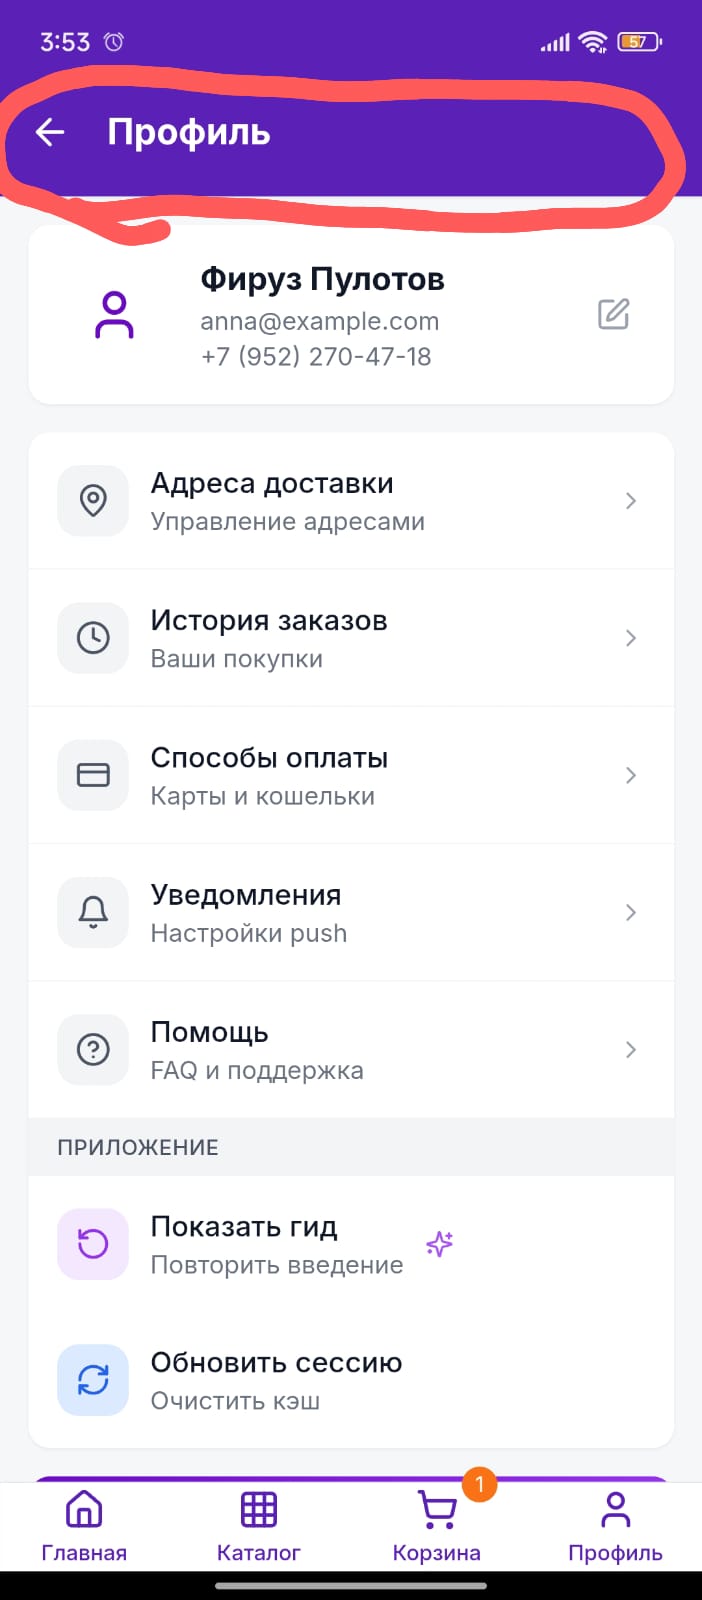 3:53
57
Профиль
Фируз Пулотов
anna@example.com
+7 (952) 270-47-18
Адреса доставки
Управление адресами
История заказов
Ваши покупки
Способы оплаты
Карты и кошельки
Уведомления
Настройки push
Помощь
FAQ и поддержка
ПРИЛОЖЕНИЕ
Показать гид
Повторить введение
Обновить сессию
Очистить кэш
1
Главная
Каталог
Корзина
Профиль